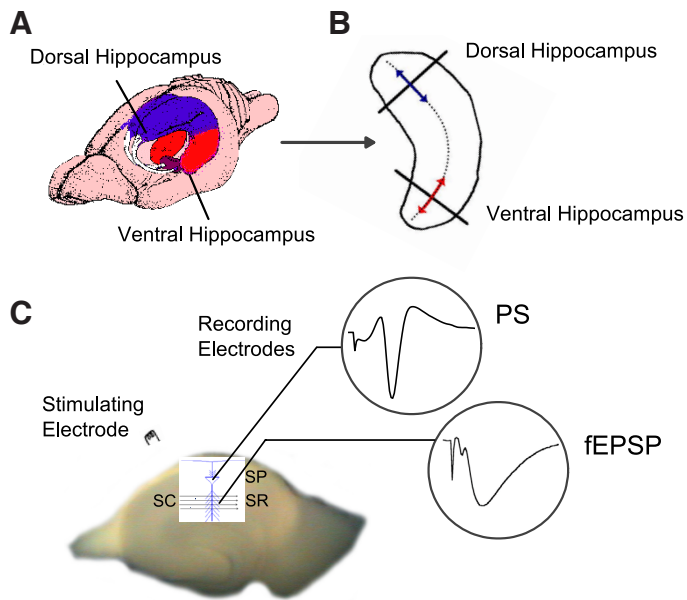 A
Dorsal Hippocampus
Ventral Hippocampus
B
Dorsal Hippocampus
Ventral Hippocampus
C
Recording
Electrodes
PS
Stimulating
Electrode
fEPSP
SP
SC
SR